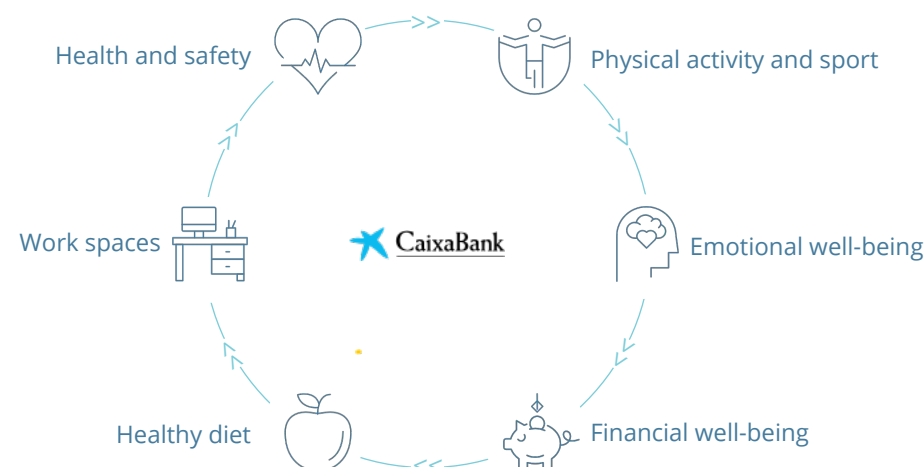 Health and safety
Physical activity and sport
Work spaces
CaixaBank
Emotional well-being
Healthy diet
Financial well-being